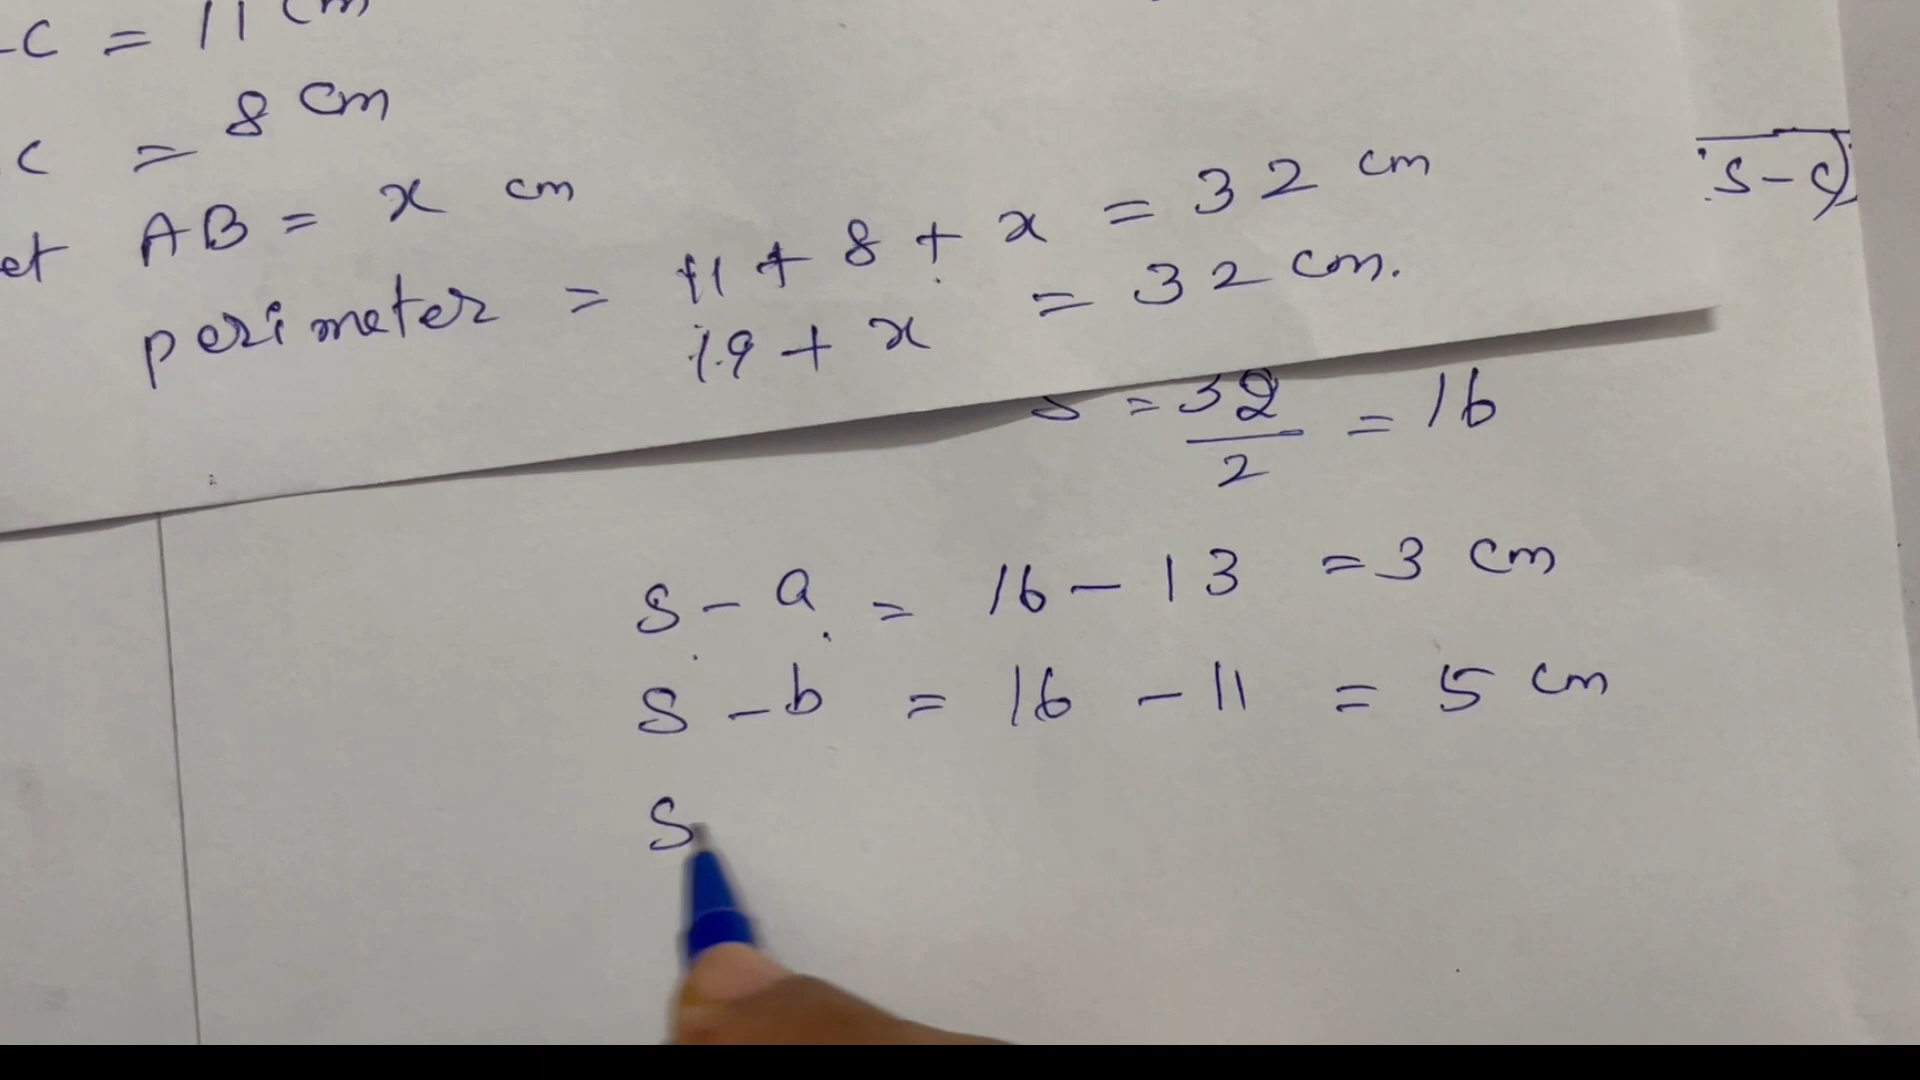 -C = 11 cm
C = 8 cm
et AB = x cm
perimeter = 11 + 8 + x = 32 cm
19 + x = 32 cm.
s-c)
s = 32/2 = 16
s - a = 16 - 13 = 3 cm
s - b = 16 - 11 = 5 cm
s